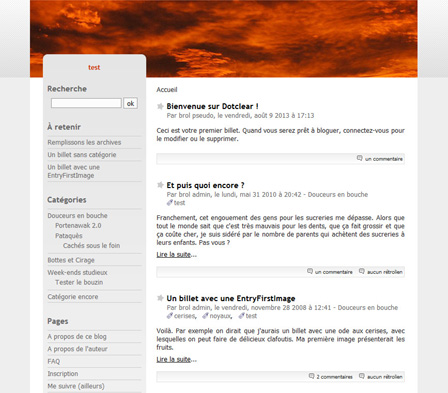 test
Recherche
ok
À retenir
Remplissons les archives
Un billet sans catégorie
Un billet avec une
EntryFirstImage
Catégories
Douceurs en bouche
Portenawak 2.0
Pataquès
Cachés sous le foin
Bottes et Cirage
Week-ends studieux
Tester le bouzin
Catégorie encore
Pages
A propos de ce blog
A propos de l'auteur
FAQ
Inscription
Me suivre (ailleurs)
Accueil
Bienvenue sur Dotclear !
Par brol pseudo, le vendredi, août 9 2013 à 17:13
Ceci est votre premier billet. Quand vous serez prêt à bloguer, connectez-vous pour
le modifier ou le supprimer.
un commentaire
Et puis quoi encore ?
Par brol admin, le lundi, mai 31 2010 à 20:42 - Douceurs en bouche
test
Franchement, cet engouement des gens pour les sucreries me dépasse. Alors que
tout le monde sait que c'est très mauvais pour les dents, que ça fait grossir et que
ça coûte cher, je suis sidéré par le nombre de parents qui achètent des sucreries à
leurs enfants. Pas vous ?
Lire la suite...
un commentaire aucun rétrolien
Un billet avec une EntryFirstImage
Par brol admin, le vendredi, novembre 28 2008 à 12:41 - Douceurs en bouche
cerises, noyaux, test
Voilà. Par exemple on dirait que j'aurais un billet avec une ode aux cerises, avec
lesquelles on peut faire de délicieux clafoutis. Ma première image présenterait les
fruits.
Lire la suite...
2 commentaires aucun rétrolien